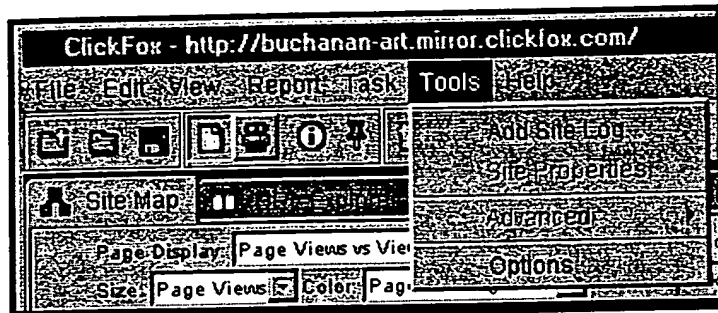 ClickFox - http://buchanan-art.mirror.clickfox.com/
File Edit View Report Task Tools Help
Add Site Log
Site Properties
Site Map
Advanced
Page Display: Page Views vs Vie
Options
Size: Page Views Color: Pag